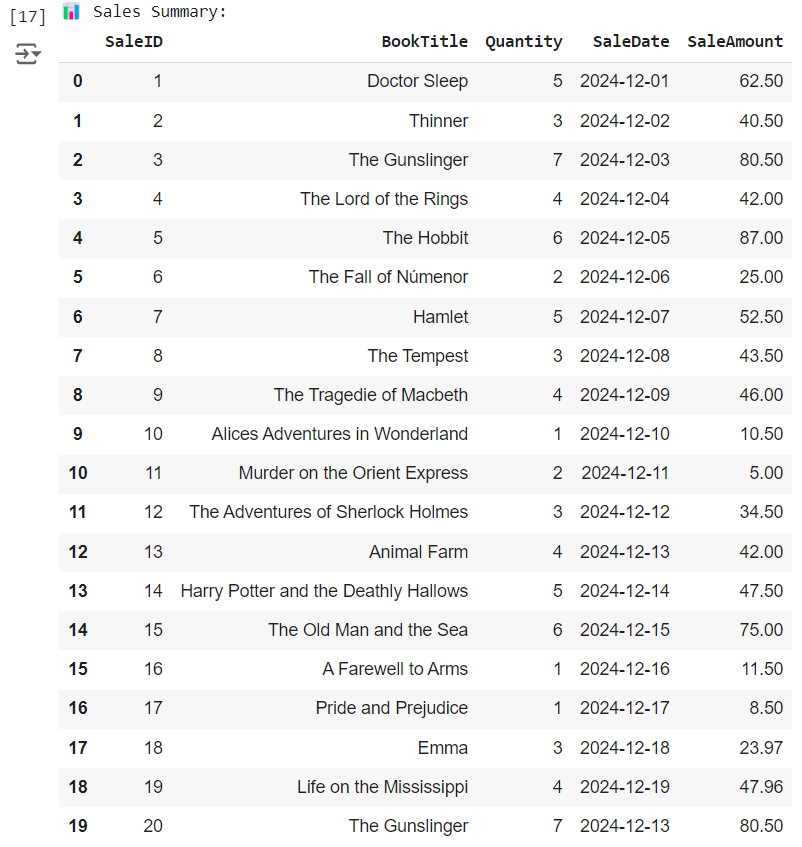 [17] 📊 Sales Summary:
SaleID BookTitle Quantity SaleDate SaleAmount
0 1 Doctor Sleep 5 2024-12-01 62.50
1 2 Thinner 3 2024-12-02 40.50
2 3 The Gunslinger 7 2024-12-03 80.50
3 4 The Lord of the Rings 4 2024-12-04 42.00
4 5 The Hobbit 6 2024-12-05 87.00
5 6 The Fall of Númenor 2 2024-12-06 25.00
6 7 Hamlet 5 2024-12-07 52.50
7 8 The Tempest 3 2024-12-08 43.50
8 9 The Tragedie of Macbeth 4 2024-12-09 46.00
9 10 Alices Adventures in Wonderland 1 2024-12-10 10.50
10 11 Murder on the Orient Express 2 2024-12-11 5.00
11 12 The Adventures of Sherlock Holmes 3 2024-12-12 34.50
12 13 Animal Farm 4 2024-12-13 42.00
13 14 Harry Potter and the Deathly Hallows 5 2024-12-14 47.50
14 15 The Old Man and the Sea 6 2024-12-15 75.00
15 16 A Farewell to Arms 1 2024-12-16 11.50
16 17 Pride and Prejudice 1 2024-12-17 8.50
17 18 Emma 3 2024-12-18 23.97
18 19 Life on the Mississippi 4 2024-12-19 47.96
19 20 The Gunslinger 7 2024-12-13 80.50